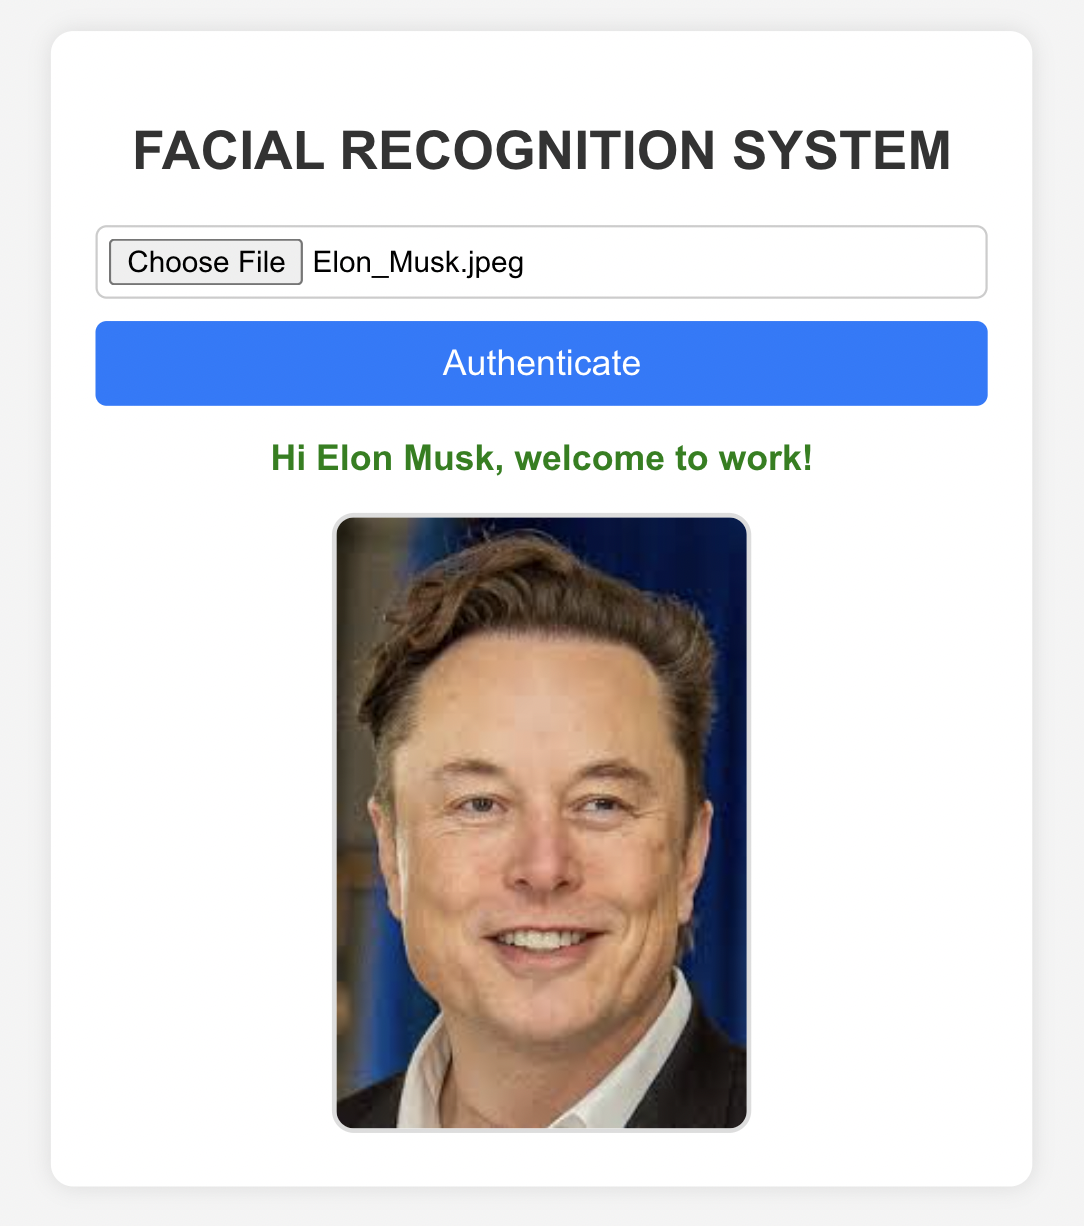 FACIAL RECOGNITION SYSTEM
Choose File Elon_Musk.jpeg
Authenticate
Hi Elon Musk, welcome to work!